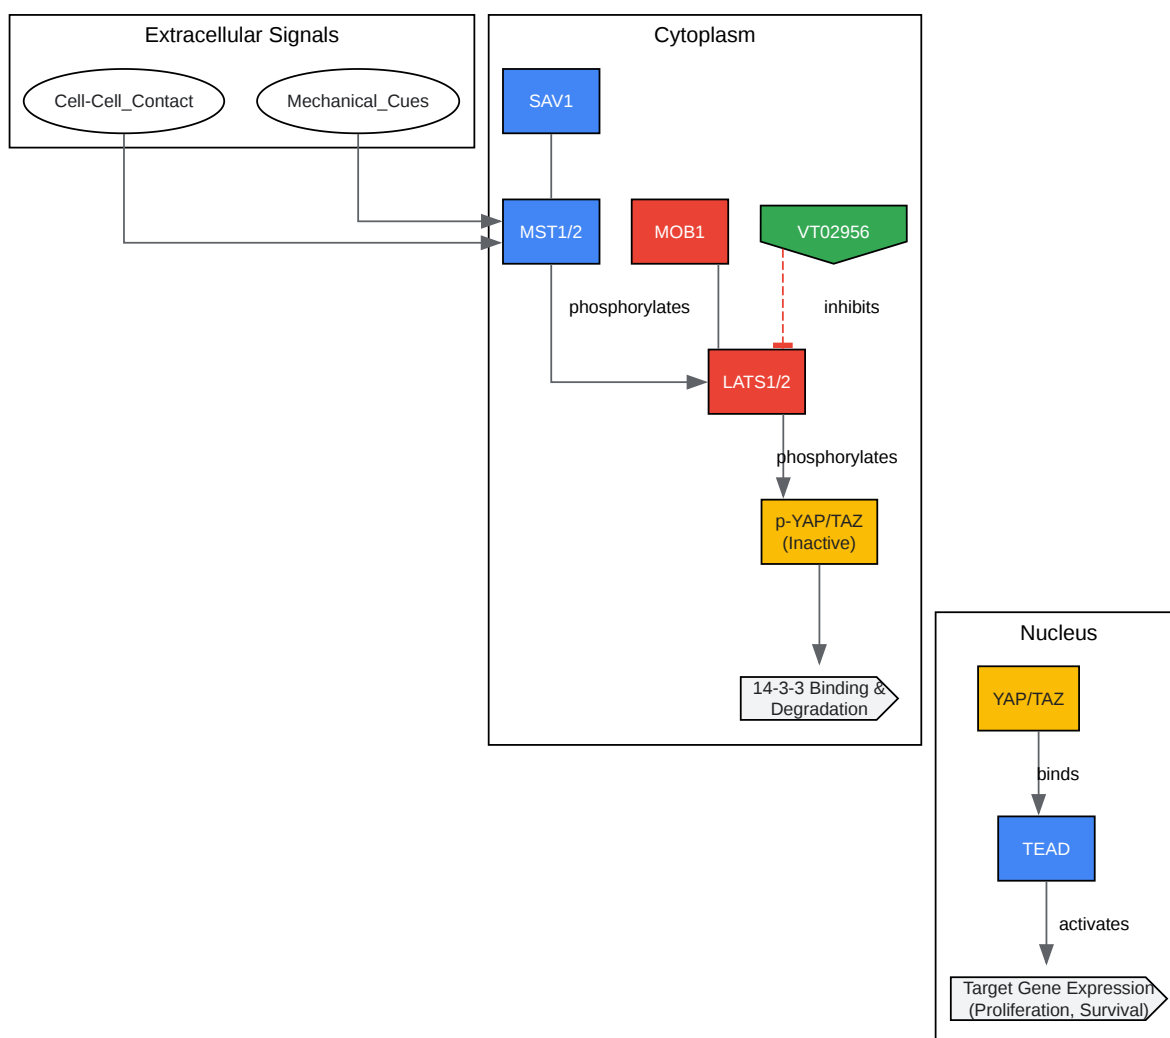 Extracellular Signals
Cytoplasm
Cell-Cell_Contact
Mechanical_Cues
SAV1
MST1/2
MOB1
VT02956
phosphorylates
inhibits
LATS1/2
phosphorylates
p-YAP/TAZ
(Inactive)
14-3-3 Binding &
Degradation
Nucleus
YAP/TAZ
binds
TEAD
activates
Target Gene Expression
(Proliferation, Survival)